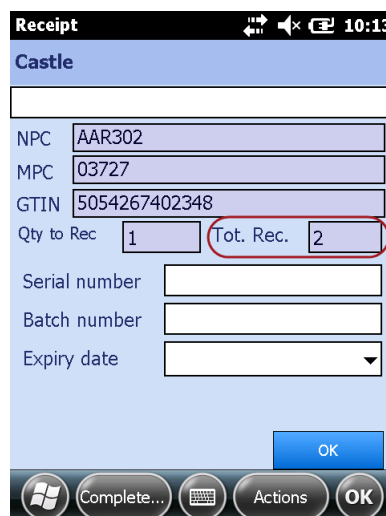 Receipt 10:13
Castle
NPC AAR302
MPC 03727
GTIN 5054267402348
Qty to Rec 1 Tot. Rec. 2
Serial number
Batch number
Expiry date
OK
Complete... Actions OK